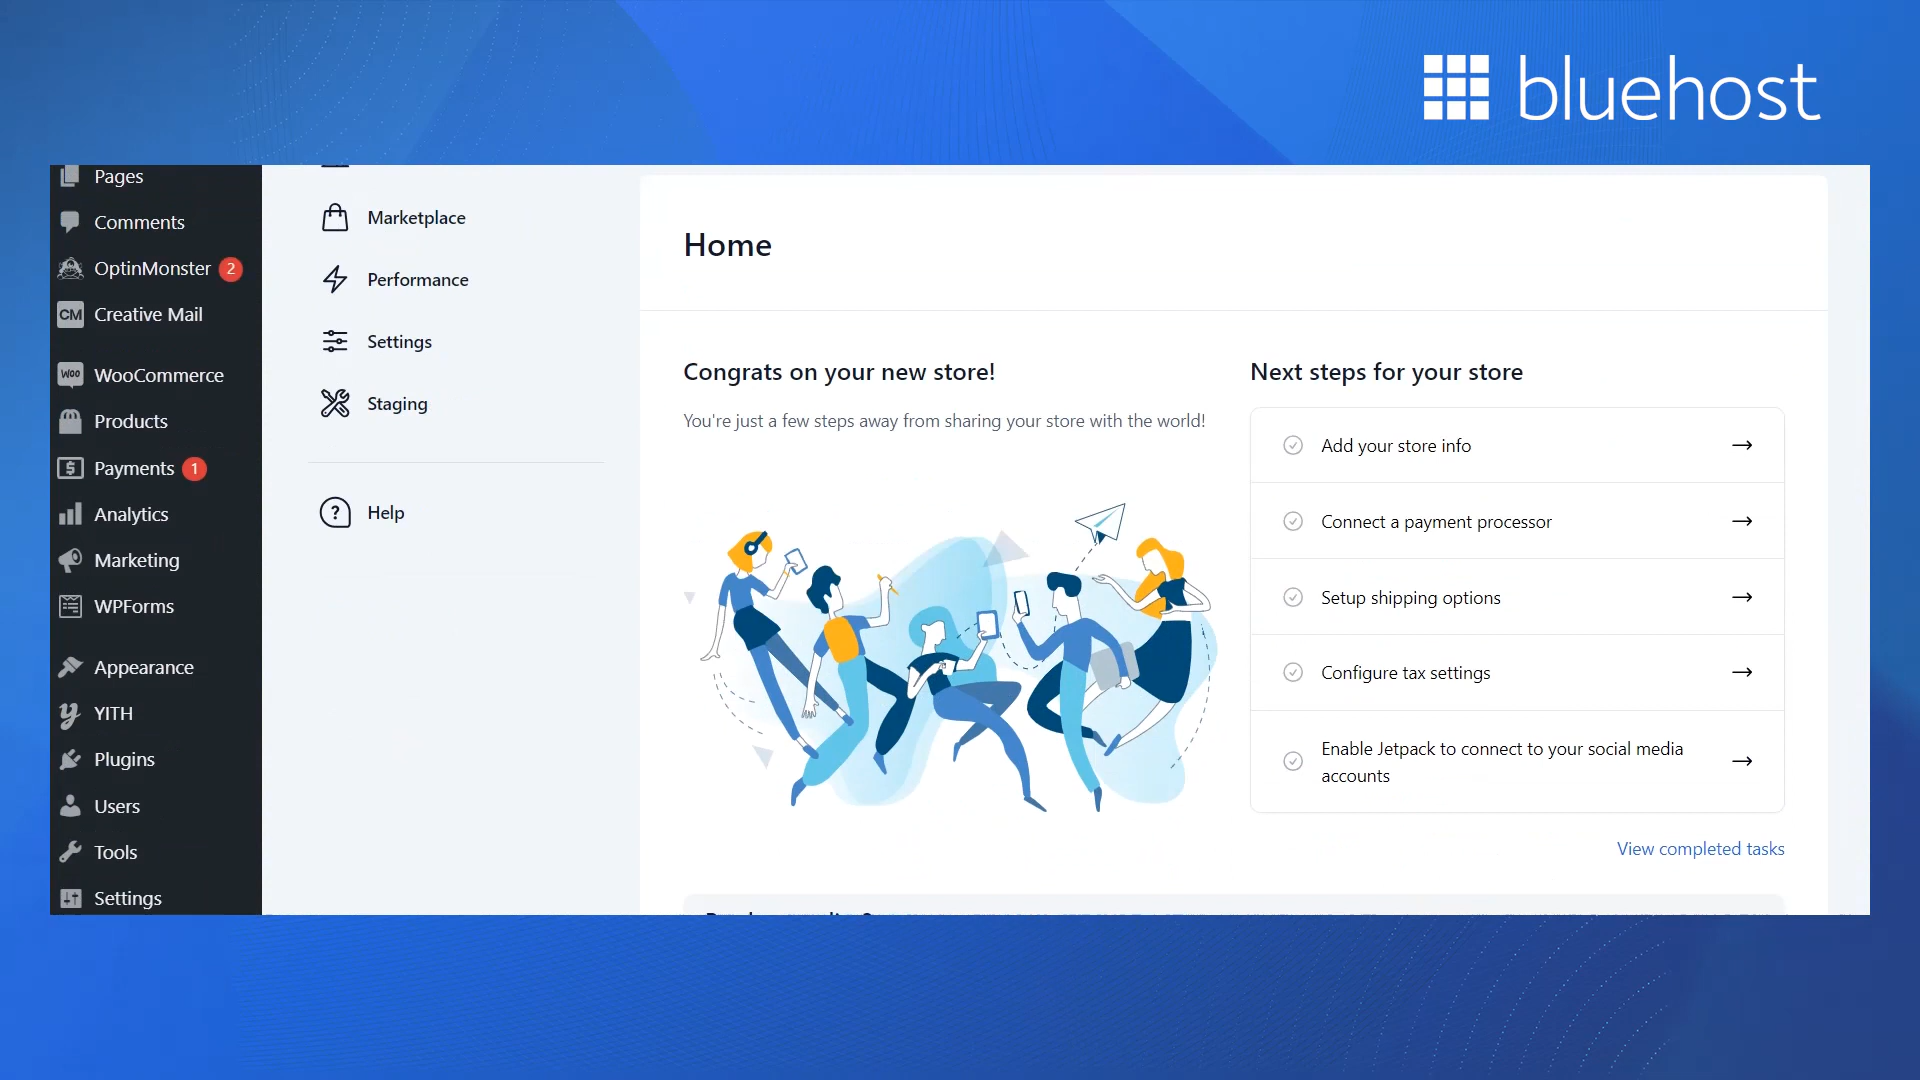 bluehost
Pages
Comments
OptinMonster 2
CM Creative Mail
Woo WooCommerce
Products
Payments 1
Analytics
Marketing
WPForms
Appearance
YITH
Plugins
Users
Tools
Settings
Marketplace
Performance
Settings
Staging
Help
Home
Congrats on your new store!
You're just a few steps away from sharing your store with the world!
Next steps for your store
Add your store info
Connect a payment processor
Setup shipping options
Configure tax settings
Enable Jetpack to connect to your social media
accounts
View completed tasks